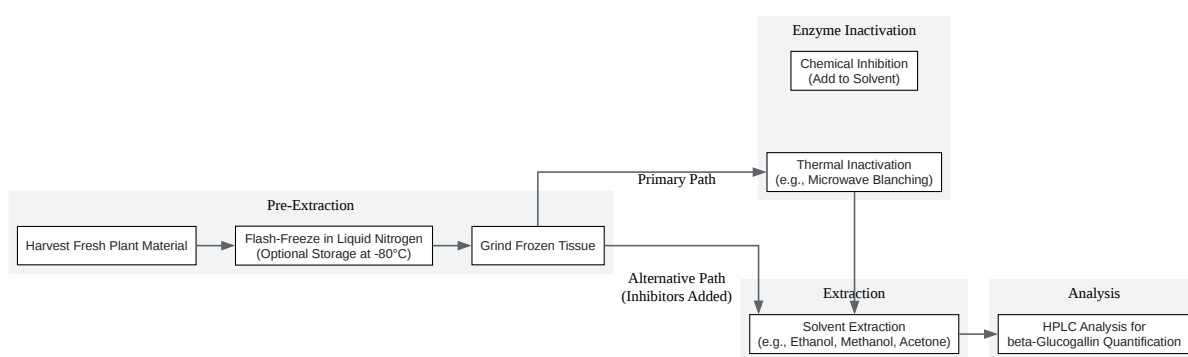 Enzyme Inactivation
Chemical Inhibition
(Add to Solvent)
Thermal Inactivation
(e.g., Microwave Blanching)
Primary Path
Pre-Extraction
Harvest Fresh Plant Material
Flash-Freeze in Liquid Nitrogen
(Optional Storage at -80°C)
Grind Frozen Tissue
Alternative Path
(Inhibitors Added)
Extraction
Solvent Extraction
(e.g., Ethanol, Methanol, Acetone)
Analysis
HPLC Analysis for
beta-Glucogallin Quantification